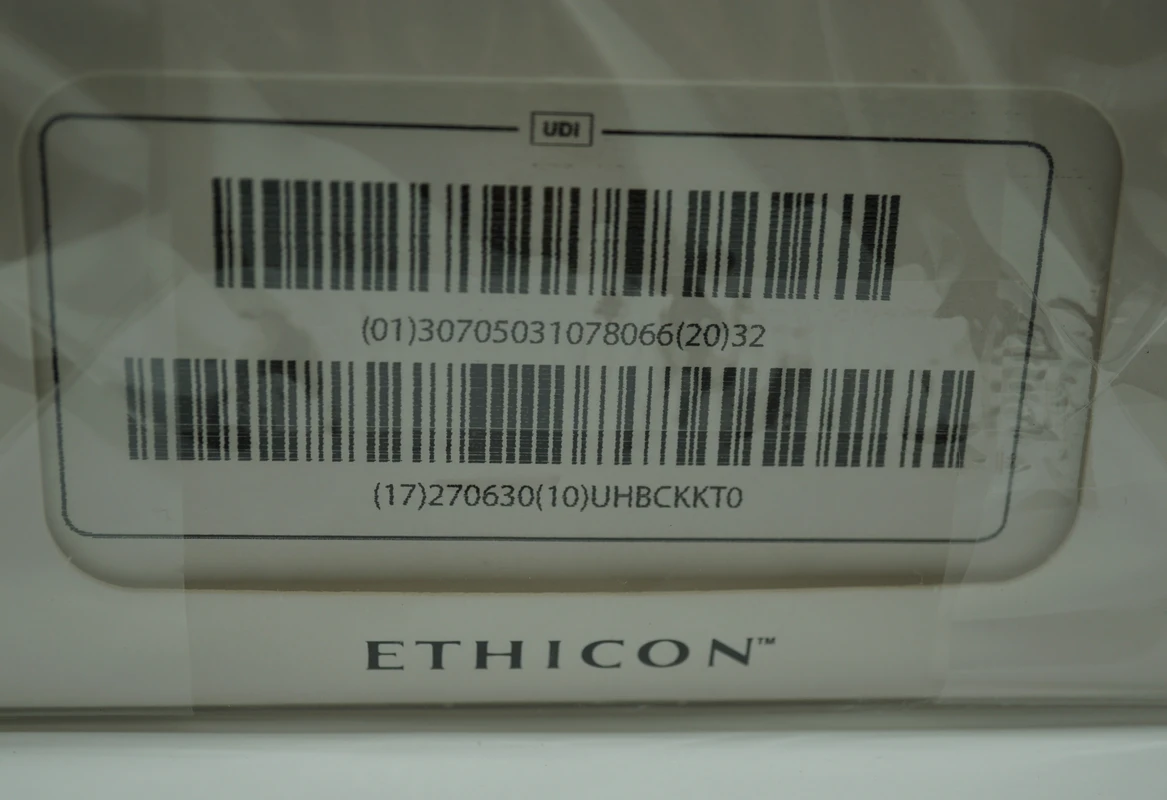 UDI
(01)30705031078066(20)32
(17)270630(10)UHBCKKT0
ETHICON™